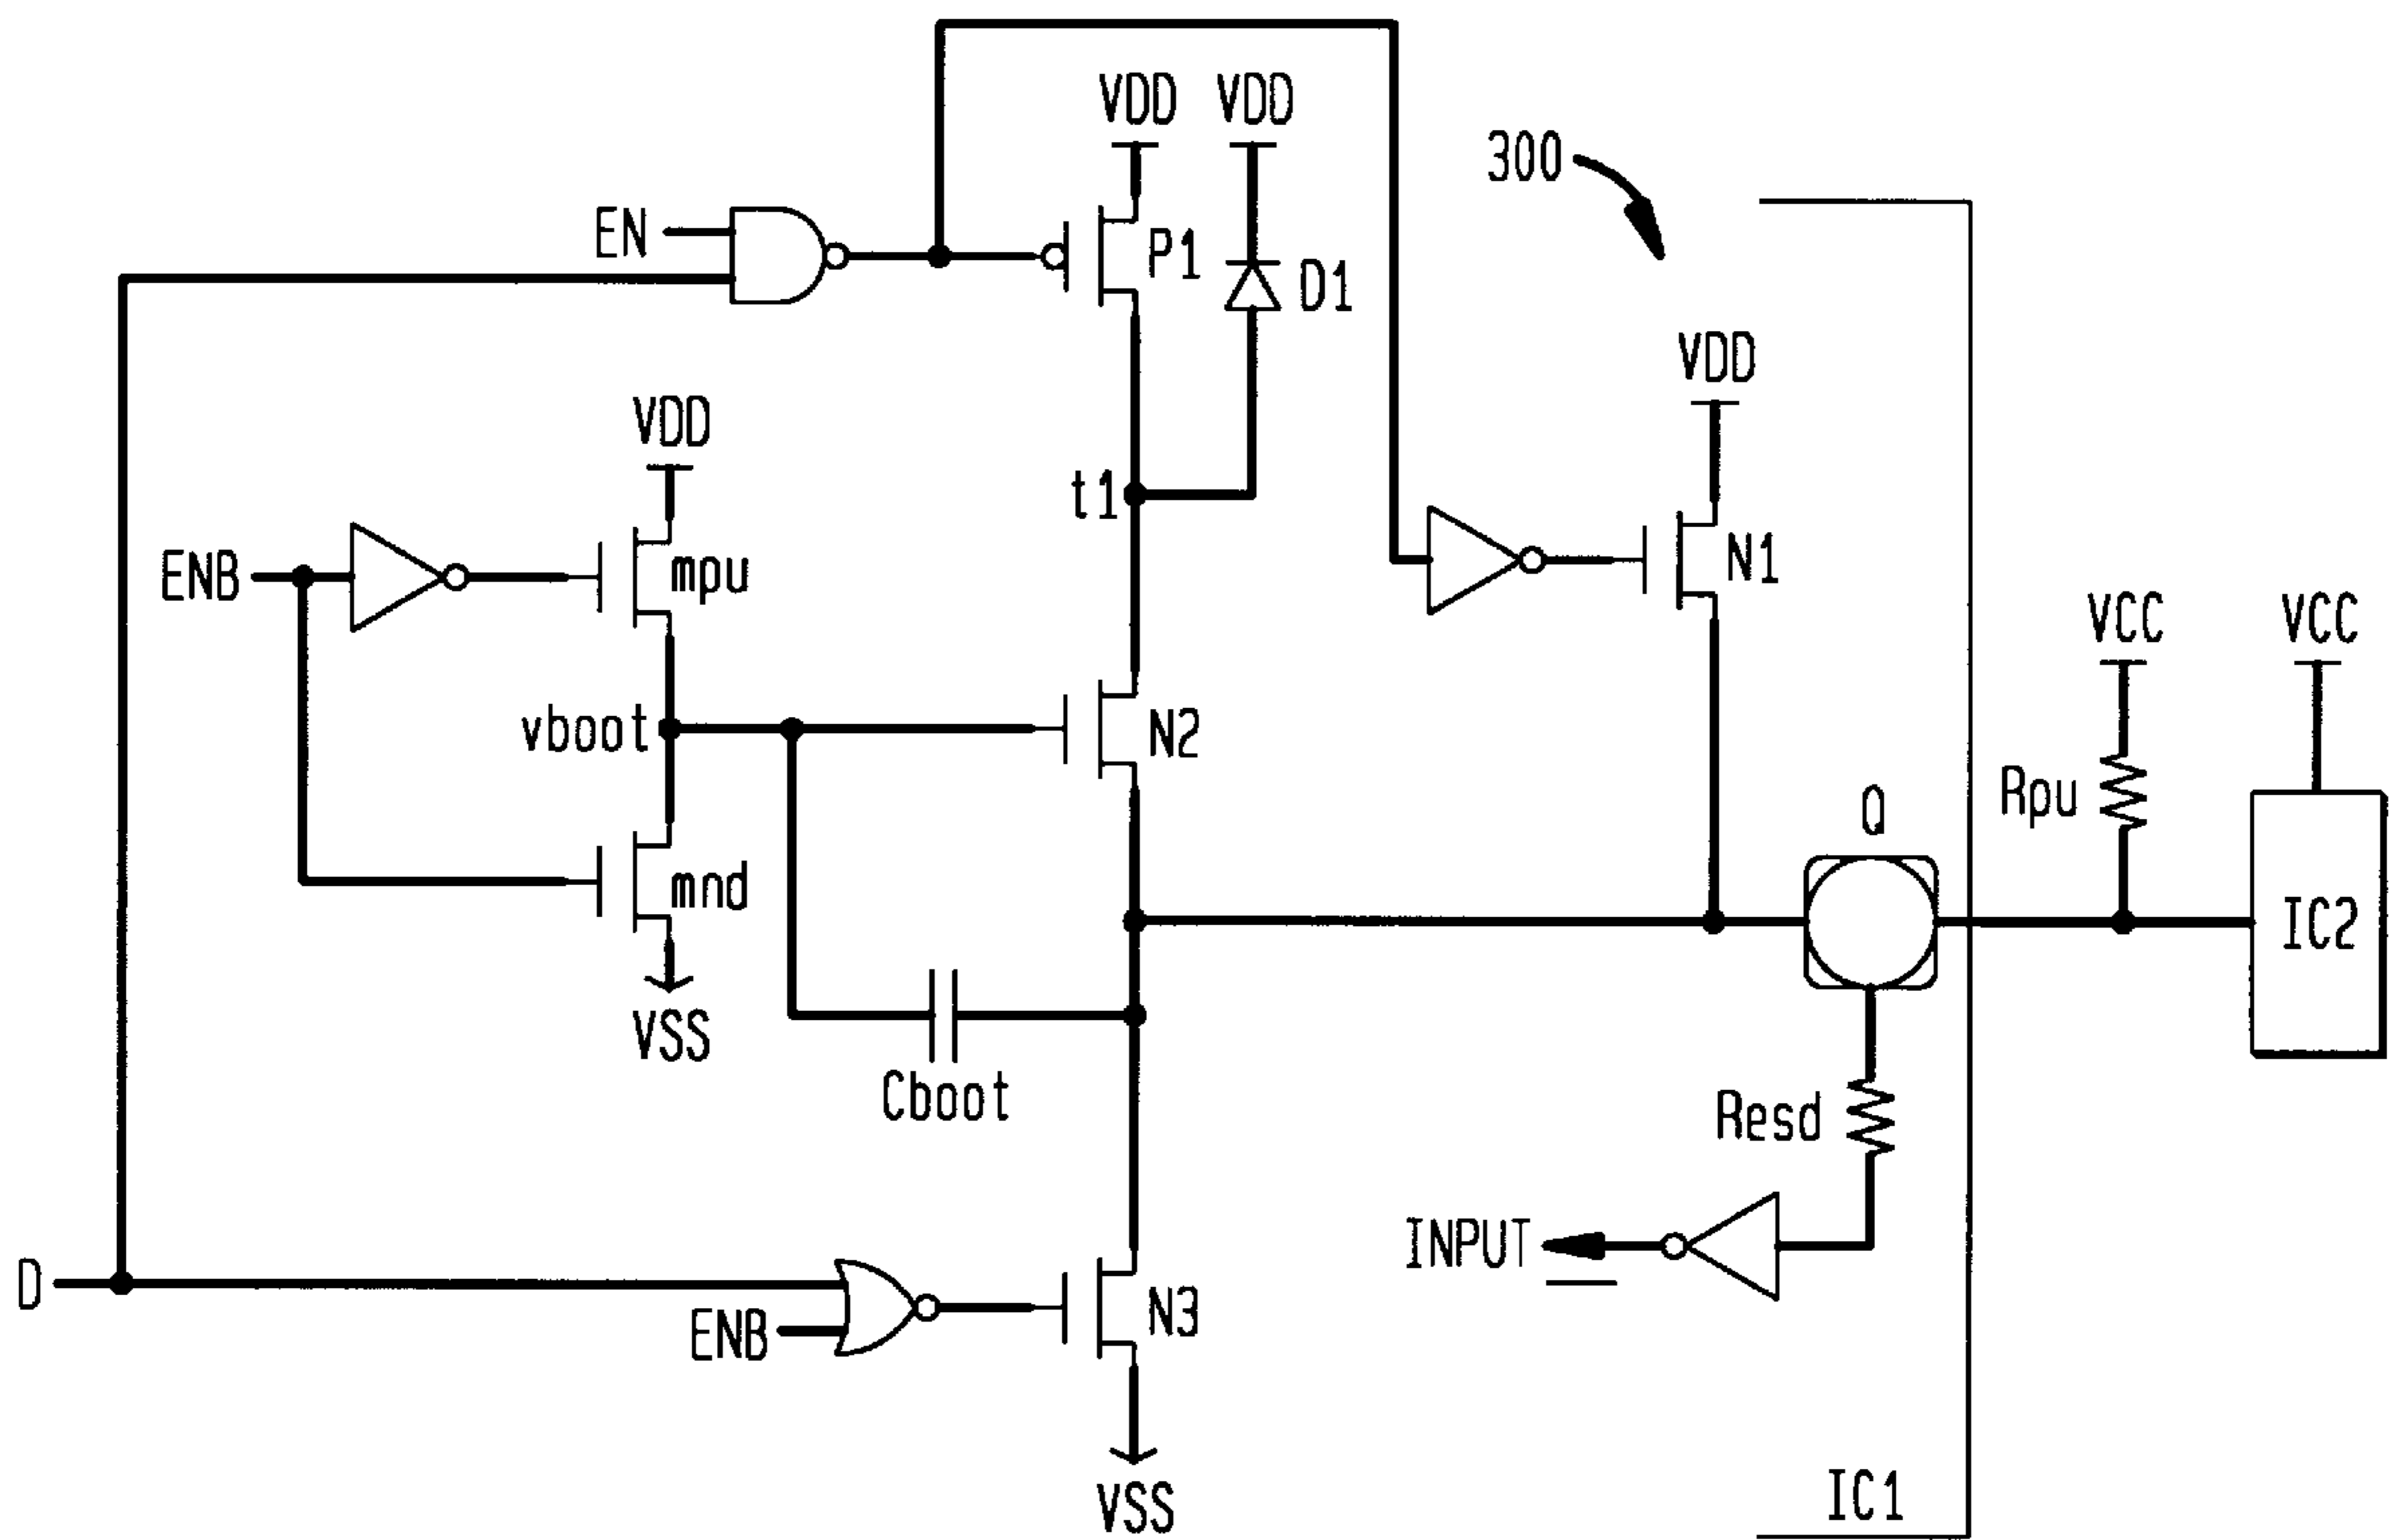 VDD VDD
300
EN
P1
D1
VDD
VDD
t1
ENB
mpu
N1
VCC VCC
vboot
N2
Rpu
Q
mnd
IC2
VSS
Cboot
Resd
INPUT
D
ENB
N3
IC1
VSS